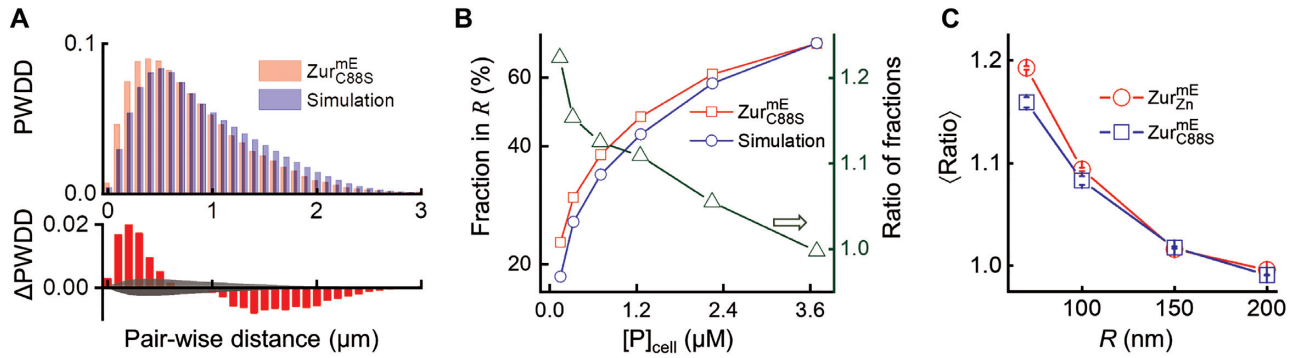 A
PWDD
0.1
0.0
Zur^mE_C88S
Simulation
0 1 2 3
ΔPWDD
0.02
0.00
Pair-wise distance (µm)
B
Fraction in R (%)
60
40
20
Zur^mE_C88S
Simulation
0.0 1.2 2.4 3.6
[P]cell (µM)
1.2
1.1
1.0
Ratio of fractions
C
⟨Ratio⟩
1.2
1.1
1.0
Zur^mE_Zn
Zur^mE_C88S
100 150 200
R (nm)